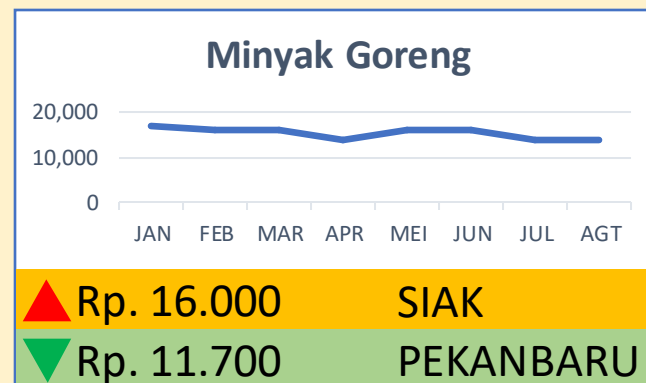 Minyak Goreng
20,000
10,000
0
JAN FEB MAR APR MEI JUN JUL AGT
Rp. 16.000 SIAK
Rp. 11.700 PEKANBARU